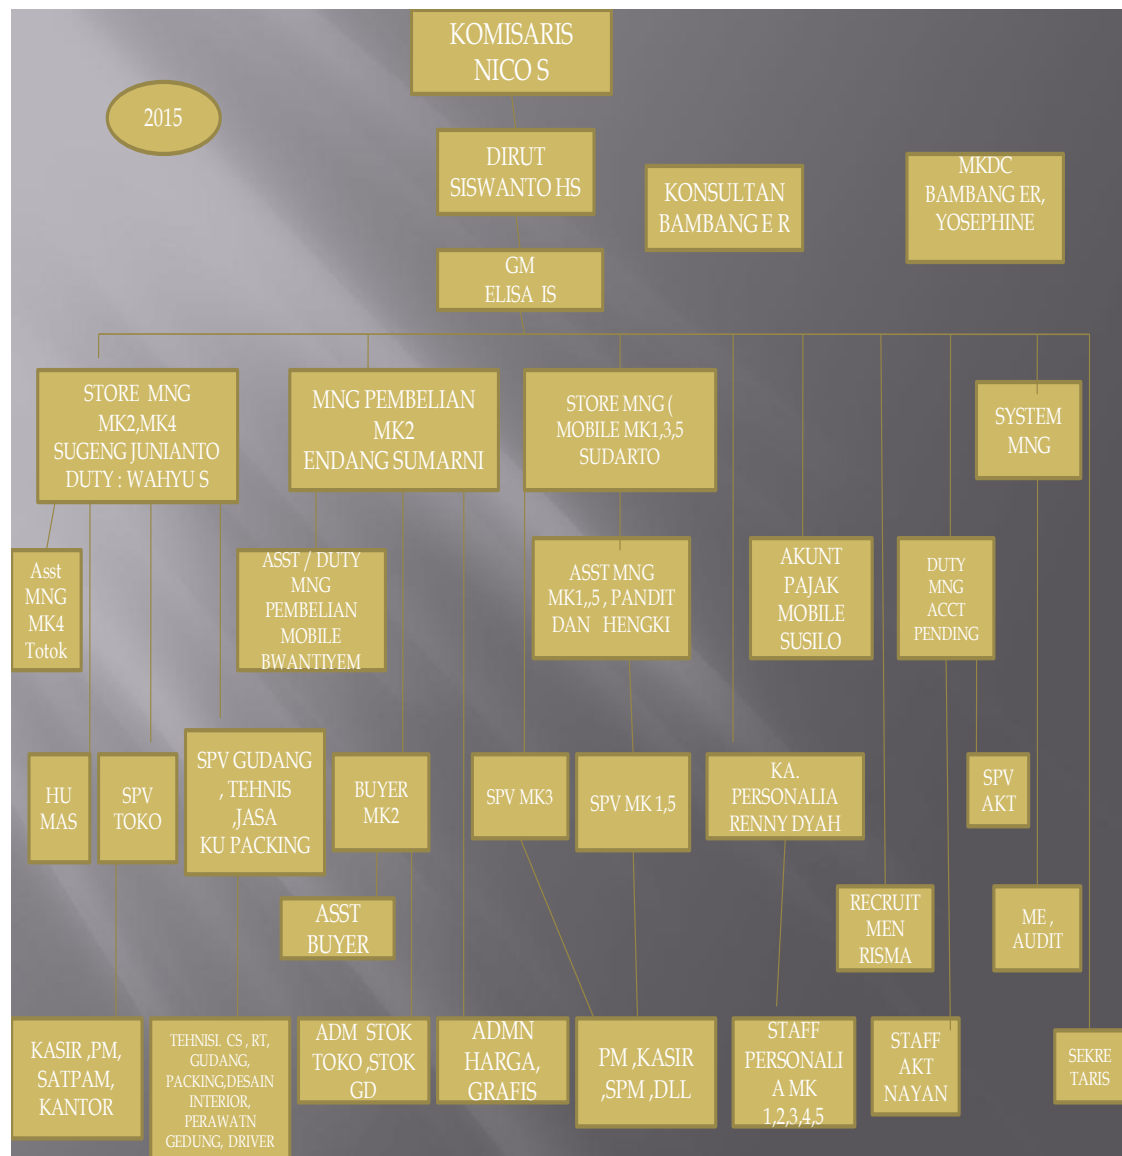 KOMISARIS
NICO S
2015
DIRUT
SISWANTO HS
KONSULTAN
BAMBANG E R
MKDC
BAMBANG ER,
YOSEPHINE
GM
ELISA IS
STORE MNG
MK2,MK4
SUGENG JUNIANTO
DUTY : WAHYU S
MNG PEMBELIAN
MK2
ENDANG SUMARNI
STORE MNG (
MOBILE MK1,3,5
SUDARTO
SYSTEM
MNG
Asst
MNG
MK4
Totok
ASST / DUTY
MNG
PEMBELIAN
MOBILE
BWANTIYEM
ASST MNG
MK1,,5 , PANDIT
DAN HENGKI
AKUNT
PAJAK
MOBILE
SUSILO
DUTY
MNG
ACCT
PENDING
HU
MAS
SPV
TOKO
SPV GUDANG
, TEHNIS
,JASA
KU PACKING
BUYER
MK2
SPV MK3
SPV MK 1,5
KA.
PERSONALIA
RENNY DYAH
SPV
AKT
ASST
BUYER
RECRUIT
MEN
RISMA
ME ,
AUDIT
KASIR ,PM,
SATPAM,
KANTOR
TEHNISI. CS , RT,
GUDANG,
PACKING,DESAIN
INTERIOR,
PERAWATN
GEDUNG, DRIVER
ADM STOK
TOKO ,STOK
GD
ADMN
HARGA,
GRAFIS
PM ,KASIR
,SPM ,DLL
STAFF
PERSONALI
A MK
1,2,3,4,5
STAFF
AKT
NAYAN
SEKRE
TARIS